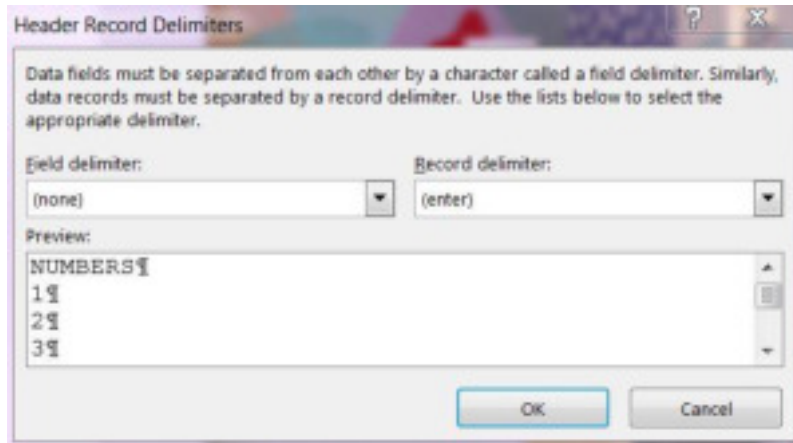 Header Record Delimiters
Data fields must be separated from each other by a character called a field delimiter. Similarly,
data records must be separated by a record delimiter. Use the lists below to select the
appropriate delimiter.
Field delimiter: Record delimiter:
(none) (enter)
Preview:
NUMBERS¶
1¶
2¶
3¶
OK Cancel